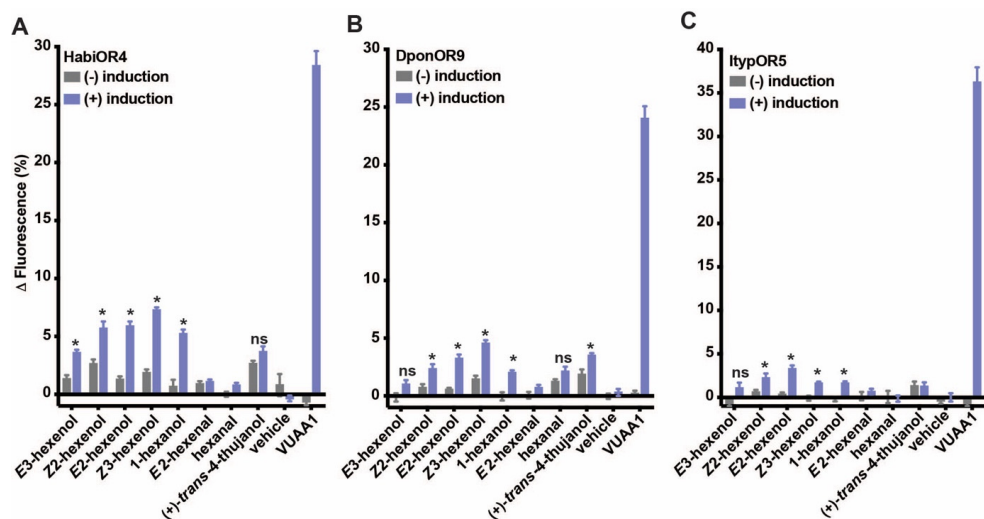 A
HabiOR4
(-) induction
(+) induction
Δ Fluorescence (%)
30
25
20
15
10
5
0
*
*
*
*
*
ns
E3-hexenol
Z2-hexenol
E2-hexenol
Z3-hexenol
1-hexanol
E2-hexenal
hexanal
(+)-trans-4-thujanol
vehicle
VUAA1
B
DponOR9
(-) induction
(+) induction
30
25
20
15
10
5
0
ns
*
*
*
*
ns
*
E3-hexenol
Z2-hexenol
E2-hexenol
Z3-hexenol
1-hexanol
E2-hexenal
hexanal
(+)-trans-4-thujanol
vehicle
VUAA1
C
ItypOR5
(-) induction
(+) induction
40
35
30
25
20
15
10
5
0
ns
*
*
*
*
E3-hexenol
Z2-hexenol
E2-hexenol
Z3-hexenol
1-hexanol
E2-hexenal
hexanal
(+)-trans-4-thujanol
vehicle
VUAA1